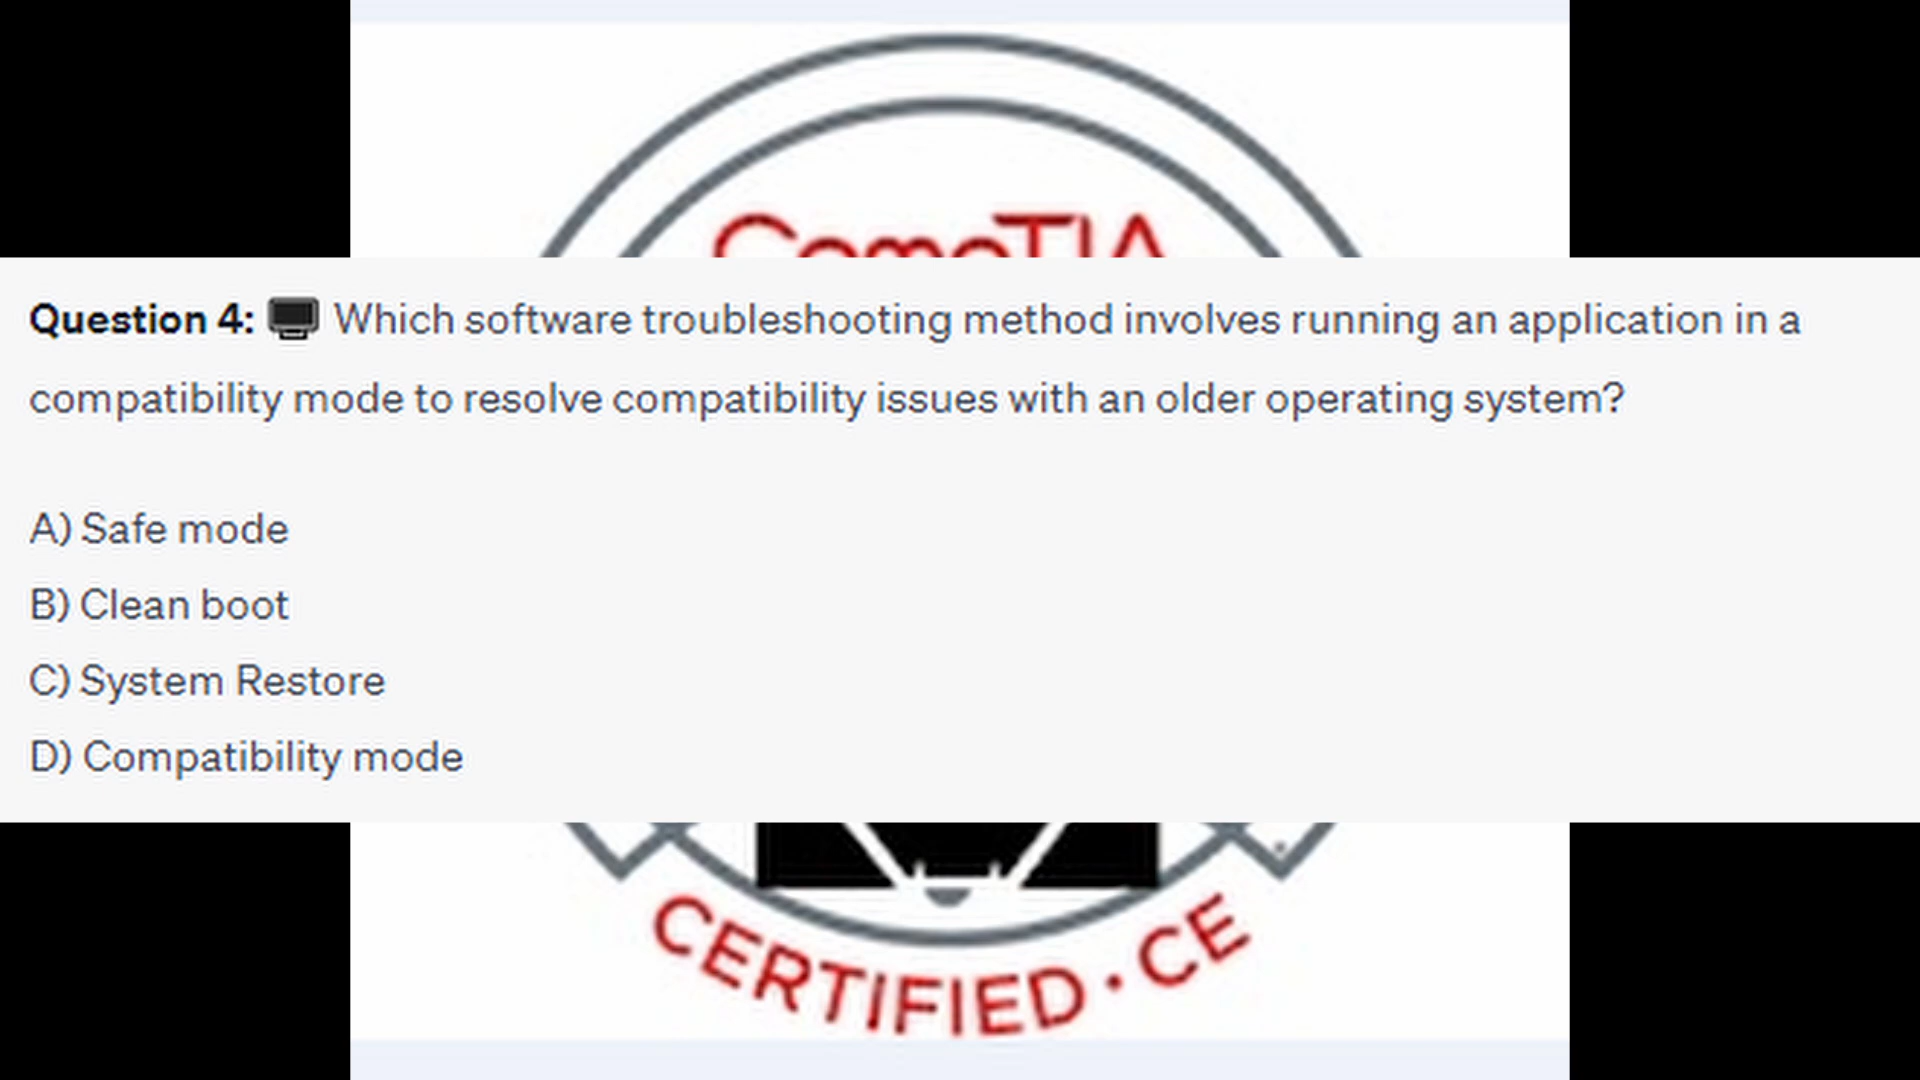 CompTIA
Question 4: 🖥️ Which software troubleshooting method involves running an application in a
compatibility mode to resolve compatibility issues with an older operating system?
A) Safe mode
B) Clean boot
C) System Restore
D) Compatibility mode
CERTIFIED · CE